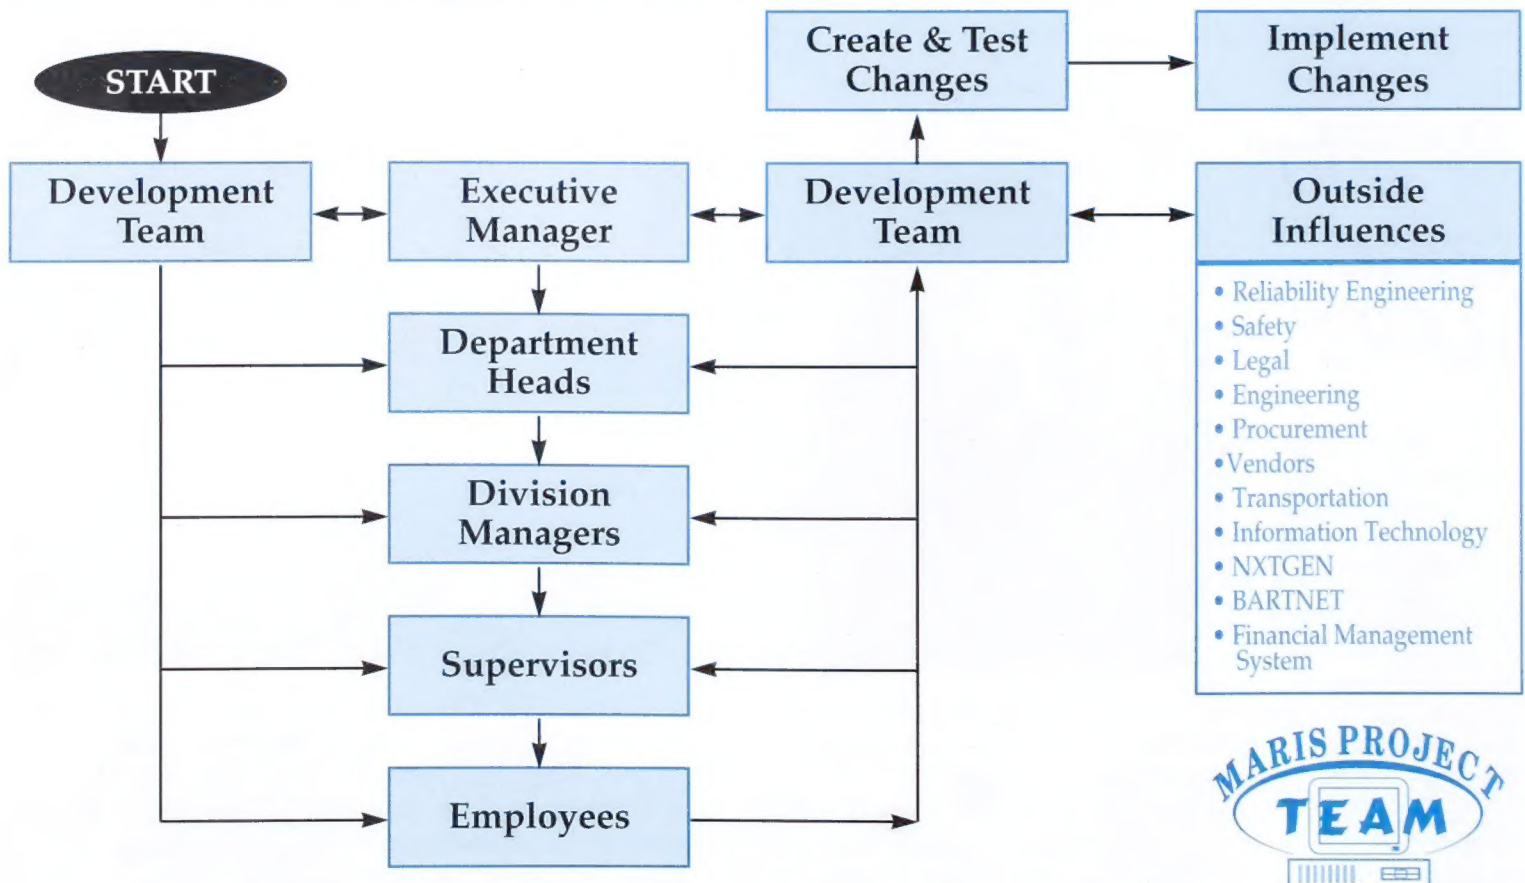 START
Development
Team
Executive
Manager
Department
Heads
Division
Managers
Supervisors
Employees
Development
Team
Create & Test
Changes
Implement
Changes
Outside
Influences
• Reliability Engineering
• Safety
• Legal
• Engineering
• Procurement
• Vendors
• Transportation
• Information Technology
• NXTGEN
• BARTNET
• Financial Management
System
MARIS PROJECT
TEAM